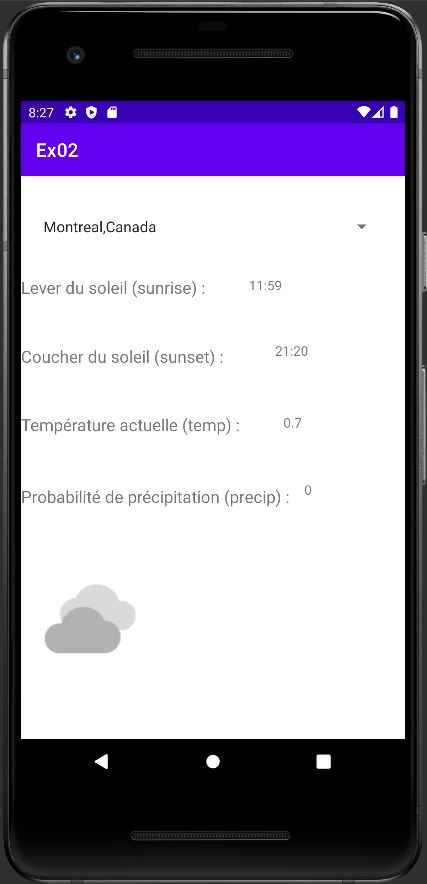 8:27
Ex02
Montreal,Canada
Lever du soleil (sunrise) : 11:59
Coucher du soleil (sunset) : 21:20
Température actuelle (temp) : 0.7
Probabilité de précipitation (precip) : 0